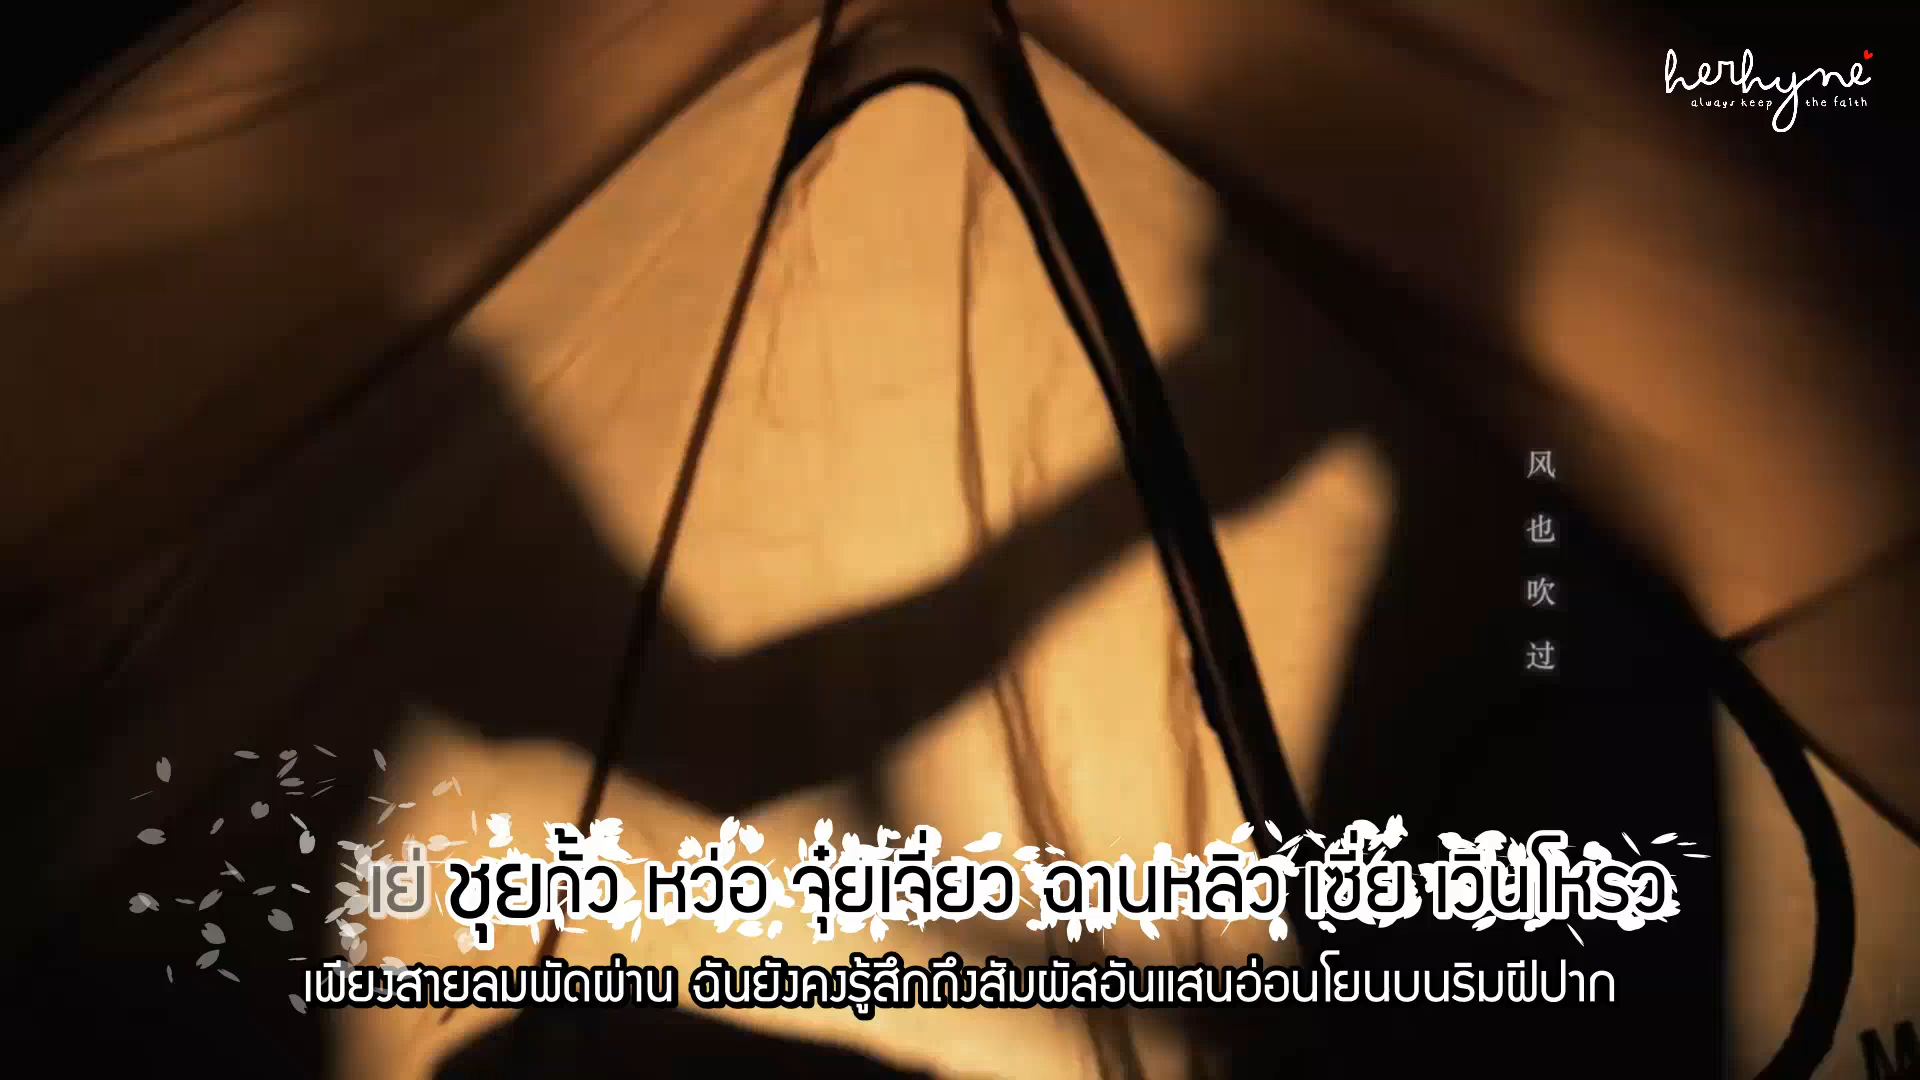 herhyne
always keep the faith
风也吹过
เย่ ชุยกั้ว หว่อ จุ๋ยเจี่ยว ฉานหลิว เซี่ย เวินโหรว
เพียงสายลมพัดผ่าน ฉันยังคงรู้สึกถึงสัมผัสอันแสนอ่อนโยนบนริมฝีปาก